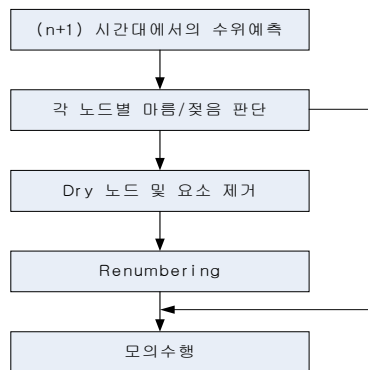 (n+1) 시간대에서의 수위예측
각 노드별 마름/젖음 판단
Dry 노드 및 요소 제거
Renumbering
모의수행